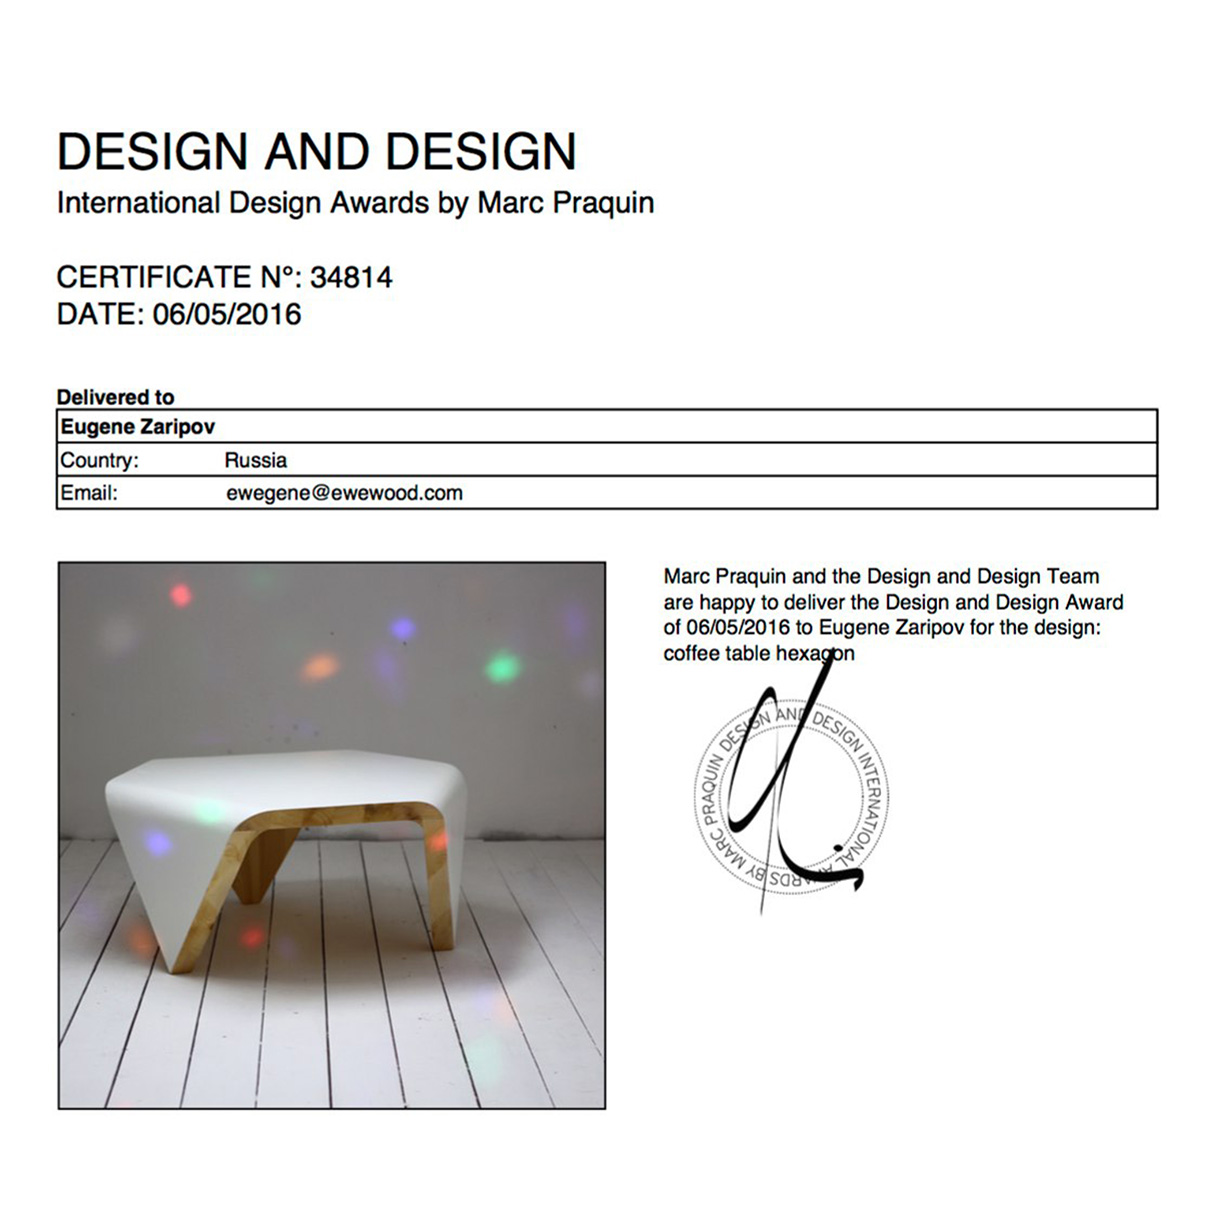 DESIGN AND DESIGN
International Design Awards by Marc Praquin
CERTIFICATE N°: 34814
DATE: 06/05/2016
Delivered to
Eugene Zaripov
Country: Russia
Email: ewegene@ewewood.com
Marc Praquin and the Design and Design Team
are happy to deliver the Design and Design Award
of 06/05/2016 to Eugene Zaripov for the design:
coffee table hexagon
DESIGN AND DESIGN INTERNATIONAL AWARDS BY MARC PRAQUIN